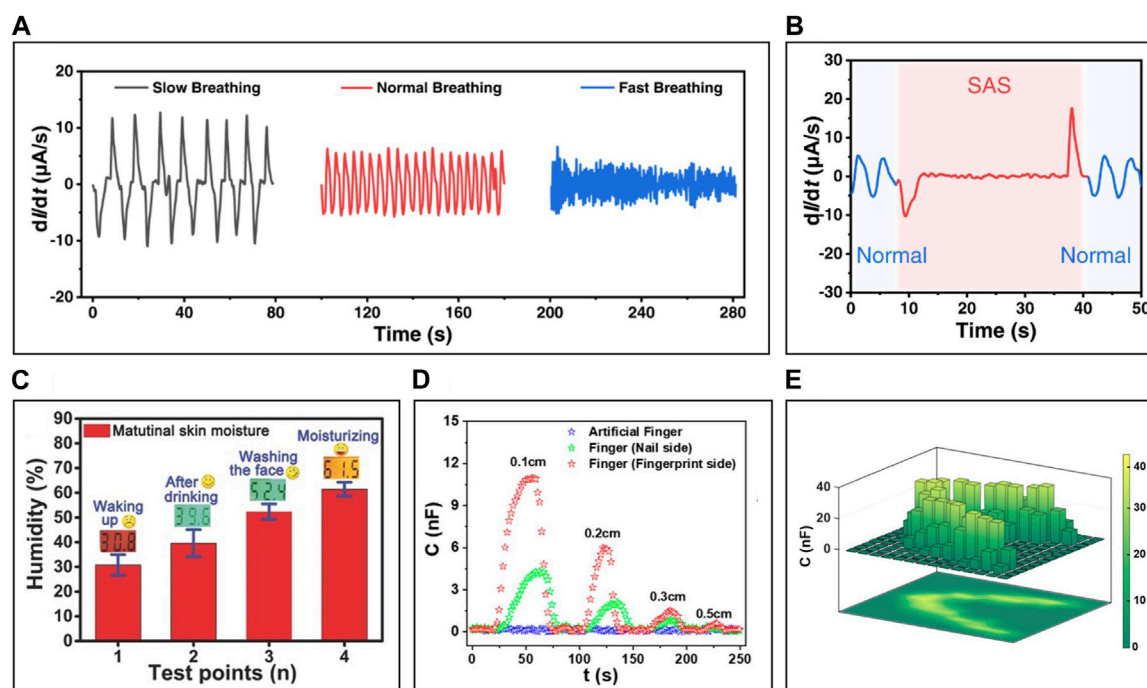 A
20
10
0
-10
-20
dI/dt (µA/s)
Slow Breathing
Normal Breathing
Fast Breathing
0 40 80 120 160 200 240 280
Time (s)
B
30
20
10
0
-10
-20
-30
dI/dt (µA/s)
SAS
Normal
Normal
0 10 20 30 40 50
Time (s)
C
90
80
70
60
50
40
30
20
10
0
Humidity (%)
Matutinal skin moisture
Waking
up
30.8
After
drinking
39.6
Washing
the face
52.4
Moisturizing
61.5
1 2 3 4
Test points (n)
D
15
12
9
6
3
0
C (nF)
Artificial Finger
Finger (Nail side)
Finger (Fingerprint side)
0.1cm
0.2cm
0.3cm
0.5cm
0 50 100 150 200 250
t (s)
E
40
20
0
C (nF)
40
30
20
10
0